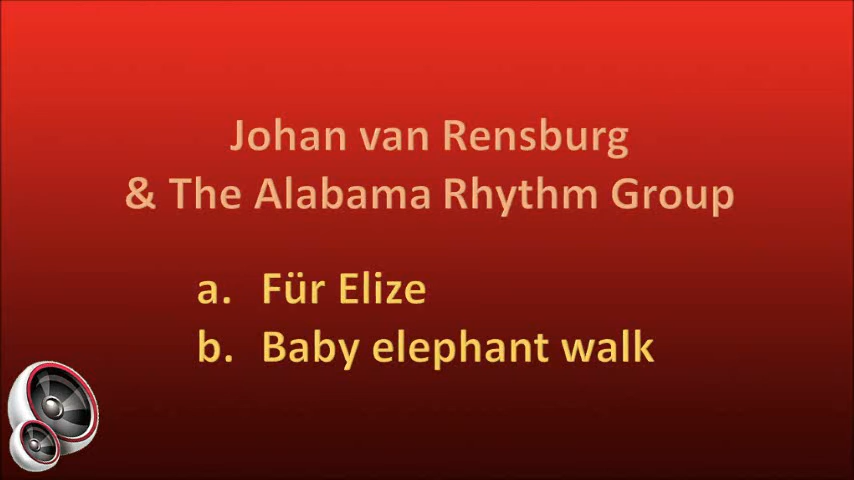 Johan van Rensburg
& The Alabama Rhythm Group
a. Für Elize
b. Baby elephant walk